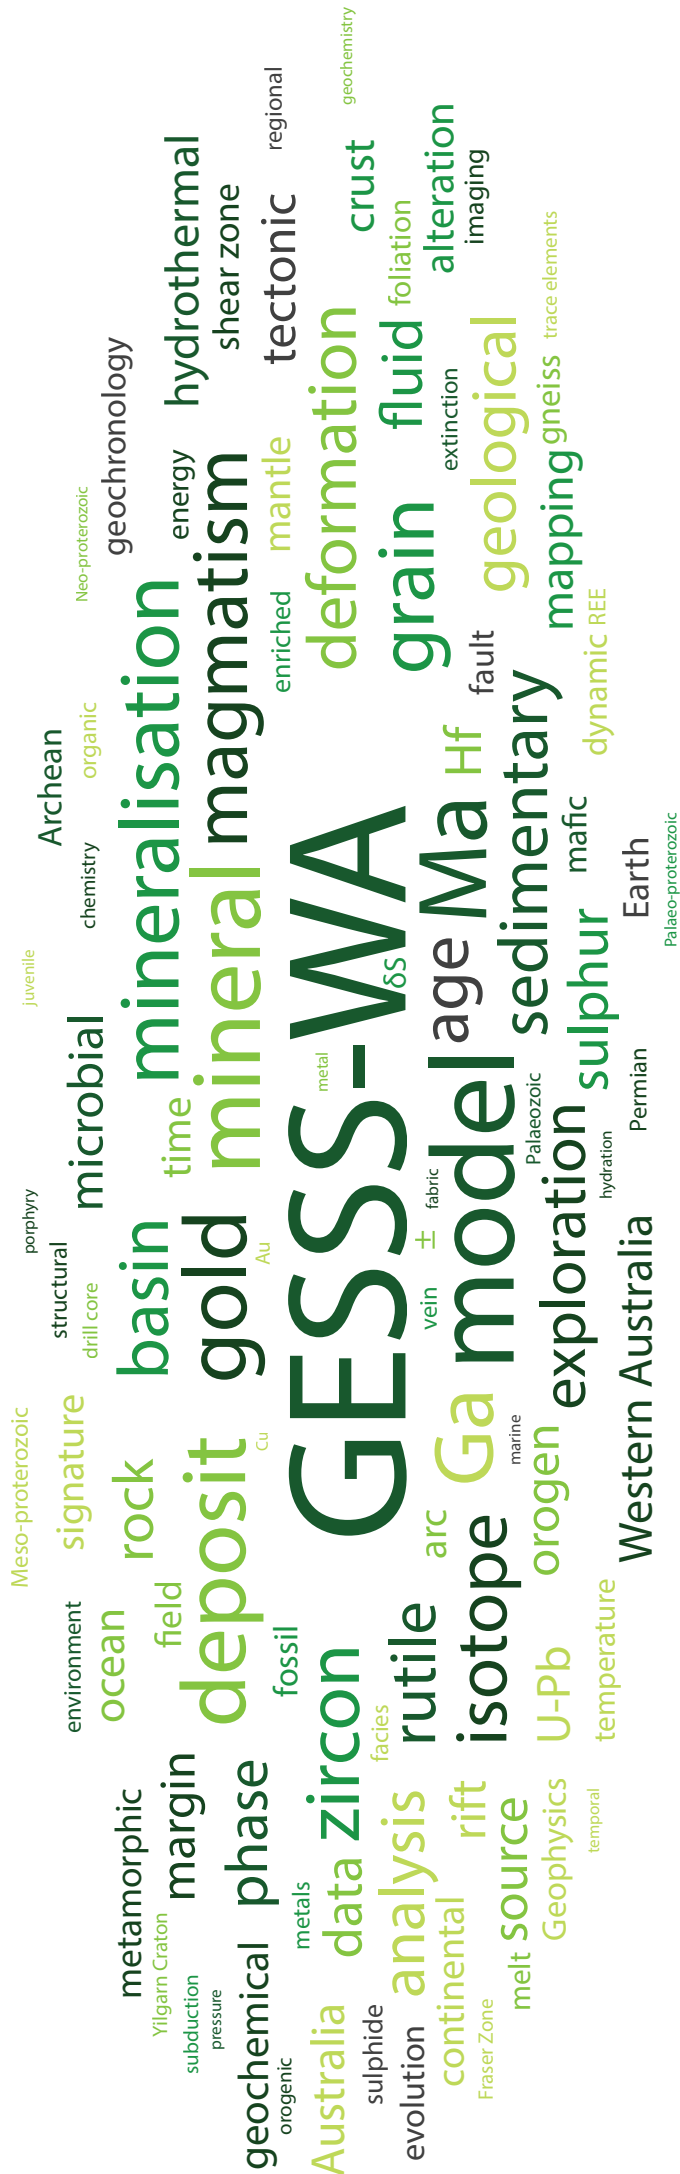 Meso-proterozoic
juvenile
structural
porphyry
Archean
environment
signature
drill core
chemistry
organic
Neo-proterozoic
ocean
microbial
geochronology
metamorphic
rock
basin
mineralisation
Yilgarn Craton
field
time
energy
hydrothermal
subduction
margin
deposit
gold
mineral
magmatism
shear zone
pressure
geochemical
phase
Cu
Au
mantle
tectonic
regional
orogenic
fossil
enriched
metals
GESSS-WA
metal
δS
Australia
data
zircon
deformation
crust
geochemistry
sulphide
facies
analysis
rutile
grain
fluid
foliation
evolution
arc
vein
±
fabric
age
Ma
extinction
alteration
continental
rift
Ga
Hf
imaging
Fraser Zone
isotope
model
fault
geological
melt
source
marine
Palaeozoic
sedimentary
Geophysics
U-Pb
orogen
exploration
mafic
mapping
gneiss
trace elements
temporal
temperature
hydration
sulphur
dynamic
REE
Western Australia
Permian
Earth
Palaeo-proterozoic